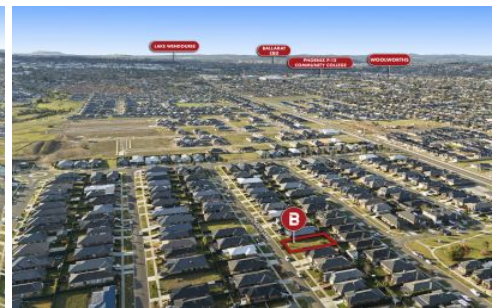 LAKE WENDOUREE
BALLARAT
CBD
PHOENIX P-12
COMMUNITY COLLEGE
WOOLWORTHS
B